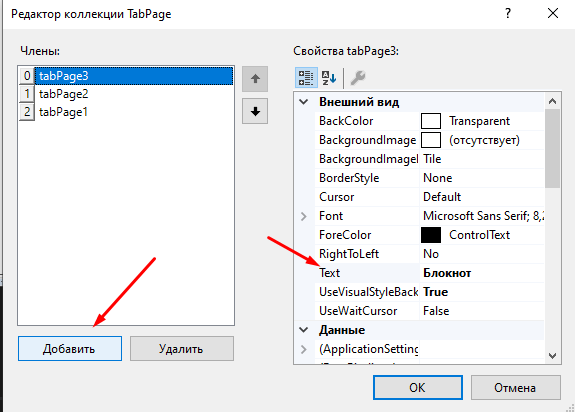 Редактор коллекции TabPage
Члены:
0 tabPage3
1 tabPage2
2 tabPage1
Добавить
Удалить
Свойства tabPage3:
Внешний вид
BackColor Transparent
BackgroundImage (отсутствует)
BackgroundImageI Tile
BorderStyle None
Cursor Default
Font Microsoft Sans Serif; 8,2
ForeColor ControlText
RightToLeft No
Text Блокнот
UseVisualStyleBack True
UseWaitCursor False
Данные
(ApplicationSetting
OK
Отмена